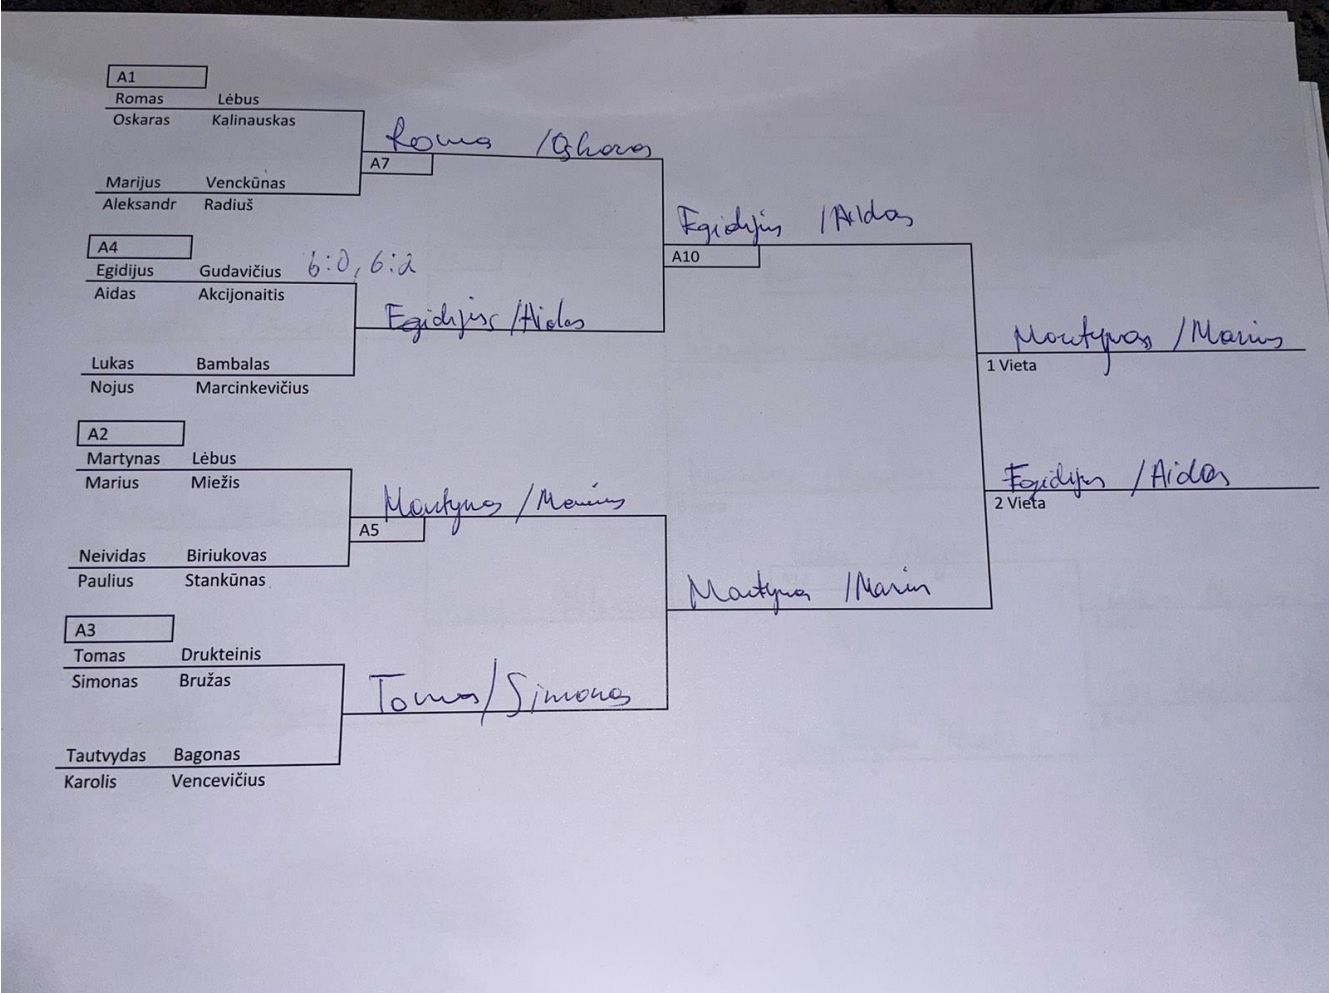 A1
Romas Lėbus
Oskaras Kalinauskas
Romas /Oskaras
A7
Marijus Venckūnas
Aleksandr Radiuš
Egidijus /Aidas
A10
A4
Egidijus Gudavičius 6:0, 6:2
Aidas Akcijonaitis
Egidijus /Aidas
Lukas Bambalas
Nojus Marcinkevičius
Martynas /Marius
1 Vieta
A2
Martynas Lėbus
Marius Miežis
Egidijus /Aidas
2 Vieta
Martynas /Marius
A5
Neividas Biriukovas
Paulius Stankūnas
Martynas /Marius
A3
Tomas Drukteinis
Simonas Bružas
Tomas/Simonas
Tautvydas Bagonas
Karolis Vencevičius